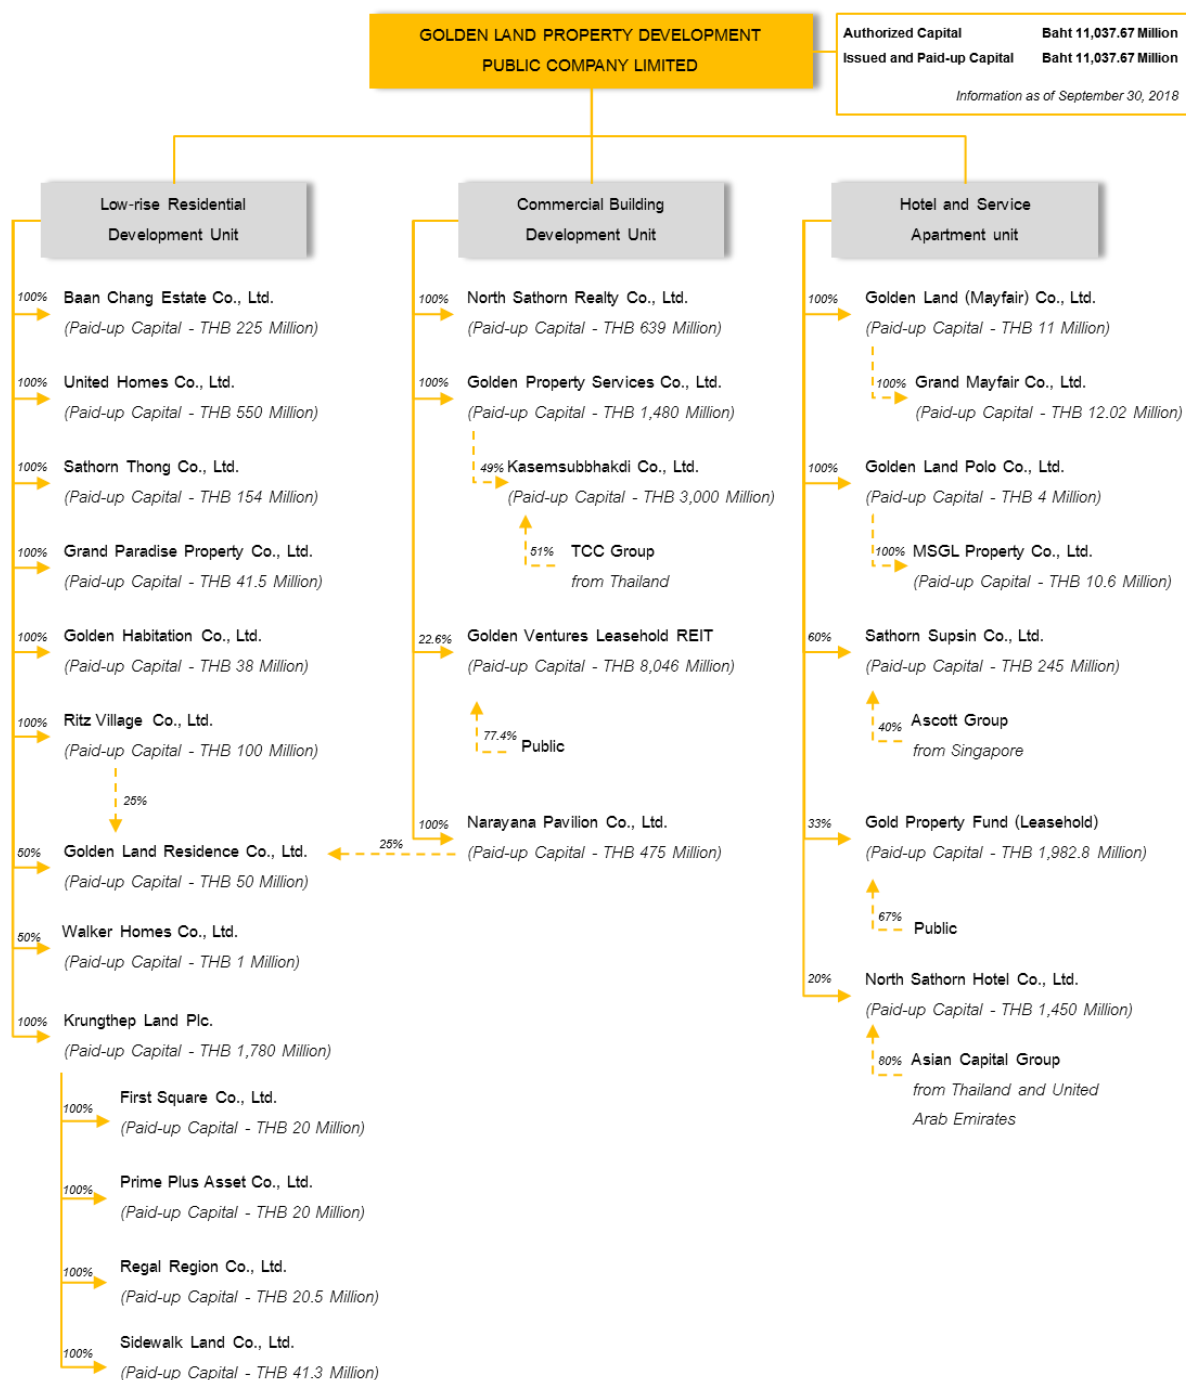 GOLDEN LAND PROPERTY DEVELOPMENT
PUBLIC COMPANY LIMITED
Authorized Capital Baht 11,037.67 Million
Issued and Paid-up Capital Baht 11,037.67 Million
Information as of September 30, 2018
Low-rise Residential
Development Unit
100%
Baan Chang Estate Co., Ltd.
(Paid-up Capital - THB 225 Million)
100%
United Homes Co., Ltd.
(Paid-up Capital - THB 550 Million)
100%
Sathorn Thong Co., Ltd.
(Paid-up Capital - THB 154 Million)
100%
Grand Paradise Property Co., Ltd.
(Paid-up Capital - THB 41.5 Million)
100%
Golden Habitation Co., Ltd.
(Paid-up Capital - THB 38 Million)
100%
Ritz Village Co., Ltd.
(Paid-up Capital - THB 100 Million)
25%
50%
Golden Land Residence Co., Ltd.
(Paid-up Capital - THB 50 Million)
50%
Walker Homes Co., Ltd.
(Paid-up Capital - THB 1 Million)
100%
Krungthep Land Plc.
(Paid-up Capital - THB 1,780 Million)
100%
First Square Co., Ltd.
(Paid-up Capital - THB 20 Million)
100%
Prime Plus Asset Co., Ltd.
(Paid-up Capital - THB 20 Million)
100%
Regal Region Co., Ltd.
(Paid-up Capital - THB 20.5 Million)
100%
Sidewalk Land Co., Ltd.
(Paid-up Capital - THB 41.3 Million)
Commercial Building
Development Unit
100%
North Sathorn Realty Co., Ltd.
(Paid-up Capital - THB 639 Million)
100%
Golden Property Services Co., Ltd.
(Paid-up Capital - THB 1,480 Million)
49%
Kasemsubbhakdi Co., Ltd.
(Paid-up Capital - THB 3,000 Million)
51%
TCC Group
from Thailand
22.6%
Golden Ventures Leasehold REIT
(Paid-up Capital - THB 8,046 Million)
77.4%
Public
100%
Narayana Pavilion Co., Ltd.
(Paid-up Capital - THB 475 Million)
25%
Hotel and Service
Apartment unit
100%
Golden Land (Mayfair) Co., Ltd.
(Paid-up Capital - THB 11 Million)
100%
Grand Mayfair Co., Ltd.
(Paid-up Capital - THB 12.02 Million)
100%
Golden Land Polo Co., Ltd.
(Paid-up Capital - THB 4 Million)
100%
MSGL Property Co., Ltd.
(Paid-up Capital - THB 10.6 Million)
60%
Sathorn Supsin Co., Ltd.
(Paid-up Capital - THB 245 Million)
40%
Ascott Group
from Singapore
33%
Gold Property Fund (Leasehold)
(Paid-up Capital - THB 1,982.8 Million)
67%
Public
20%
North Sathorn Hotel Co., Ltd.
(Paid-up Capital - THB 1,450 Million)
80%
Asian Capital Group
from Thailand and United
Arab Emirates